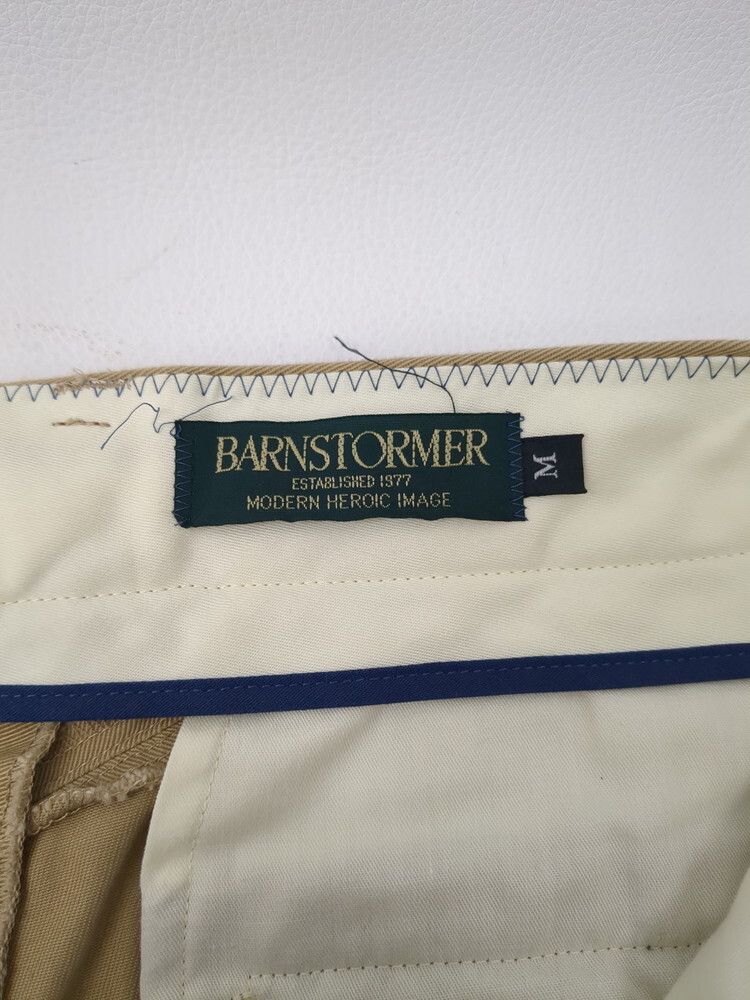 BARNSTORMER
ESTABLISHED 1977
MODERN HEROIC IMAGE
M